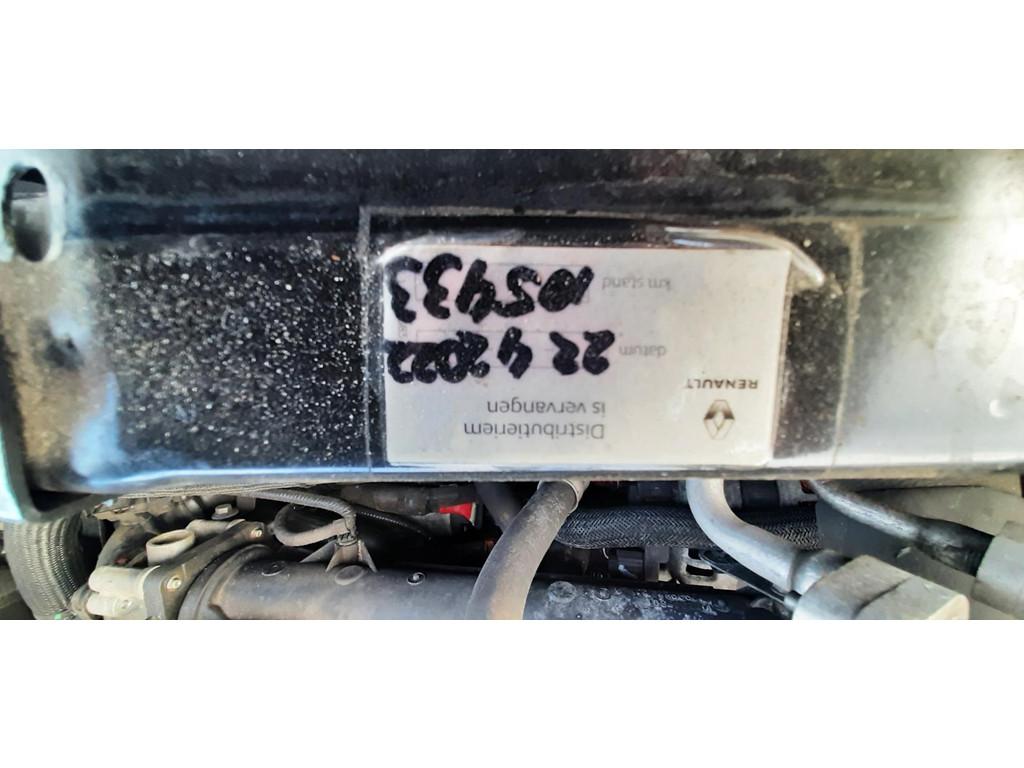 RENAULT
Distributieriem
is vervangen
datum 22 4 2022
km stand 105433